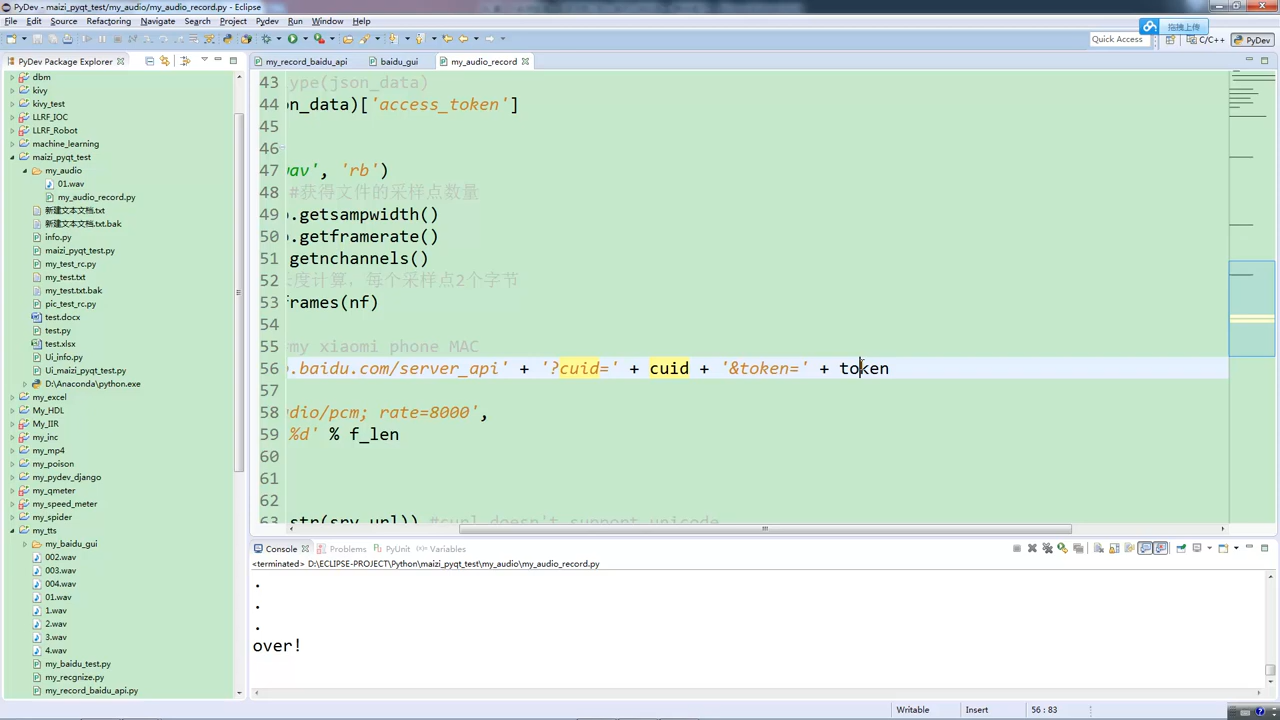 PyDev - maizi_pyqt_test/my_audio/my_audio_record.py - Eclipse
File Edit Source Refactoring Navigate Search Project Pydev Run Window Help
拖拽上传
Quick Access
C/C++
PyDev
PyDev Package Explorer
my_record_baidu_api
baidu_gui
my_audio_record
dbm
kivy
kivy_test
LLRF_IOC
LLRF_Robot
machine_learning
maizi_pyqt_test
my_audio
01.wav
my_audio_record.py
新建文本文档.txt
新建文本文档.txt.bak
info.py
maizi_pyqt_test.py
my_test_rc.py
my_test.txt
my_test.txt.bak
pic_test_rc.py
test.docx
test.py
test.xlsx
Ui_info.py
Ui_maizi_pyqt_test.py
D:\Anaconda\python.exe
my_excel
My_HDL
My_IIR
my_inc
my_mp4
my_poison
my_pydev_django
my_qmeter
my_speed_meter
my_spider
my_tts
my_baidu_gui
002.wav
003.wav
004.wav
01.wav
1.wav
2.wav
3.wav
4.wav
my_baidu_test.py
my_recgnize.py
my_record_baidu_api.py
43 ype(json_data)
44 on_data)['access_token']
45
46
47 wav', 'rb')
48 #获得文件的采样点数量
49 o.getsampwidth()
50 o.getframerate()
51 getnchannels()
52 长度计算，每个采样点2个字节
53 frames(nf)
54
55 my xiaomi phone MAC
56 .baidu.com/server_api' + '?cuid=' + cuid + '&token=' + token
57
58 dio/pcm; rate=8000',
59 %d' % f_len
60
61
62
63 str(srv_url)) #curl doesn't support unicode
Console Problems PyUnit Variables
<terminated> D:\ECLIPSE-PROJECT\Python\maizi_pyqt_test\my_audio\my_audio_record.py
.
.
.
over!
Writable Insert 56 : 83